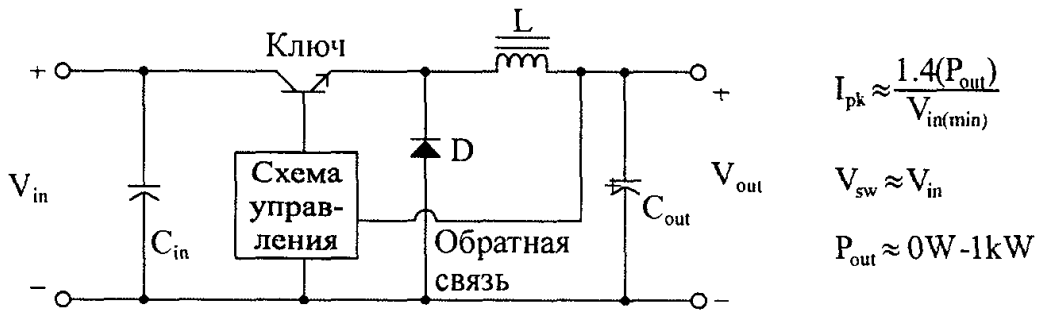 Ключ
L
+
+
D
V_in
C_in
Схема
управ-
ления
Обратная
связь
C_out
+
V_out
−
−
I_pk ≈ 1.4(P_out) / V_in(min)
V_sw ≈ V_in
P_out ≈ 0W-1kW